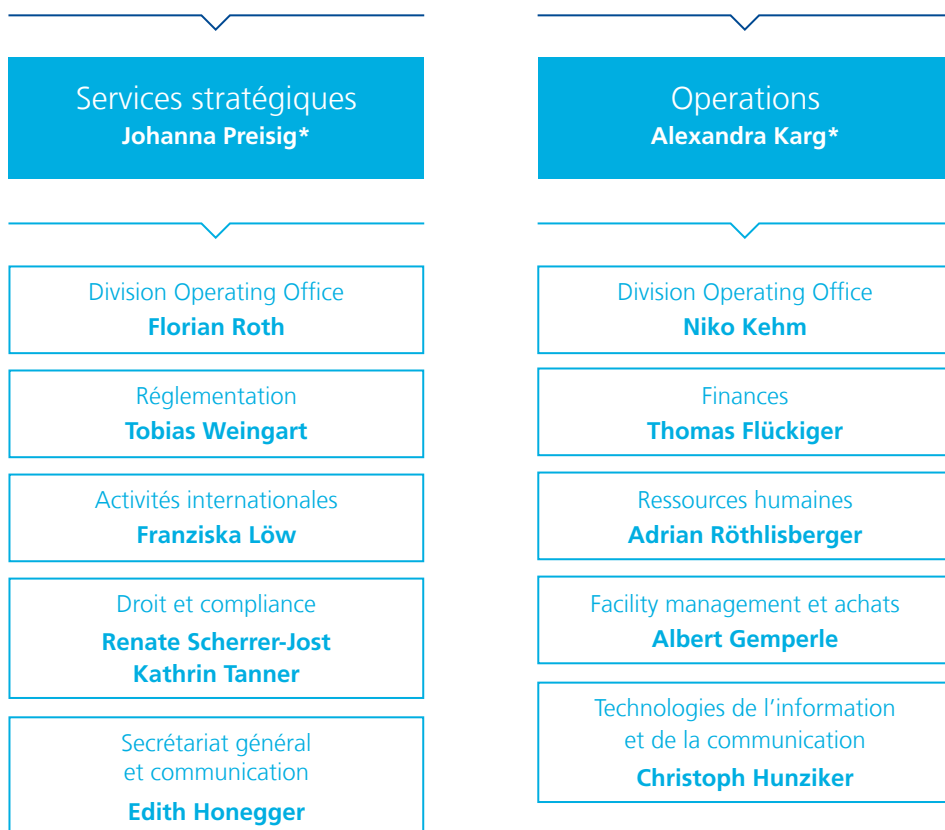 Services stratégiques
Johanna Preisig*
Division Operating Office
Florian Roth
Réglementation
Tobias Weingart
Activités internationales
Franziska Löw
Droit et compliance
Renate Scherrer-Jost
Kathrin Tanner
Secrétariat général
et communication
Edith Honegger
Operations
Alexandra Karg*
Division Operating Office
Niko Kehm
Finances
Thomas Flückiger
Ressources humaines
Adrian Röthlisberger
Facility management et achats
Albert Gemperle
Technologies de l’information
et de la communication
Christoph Hunziker